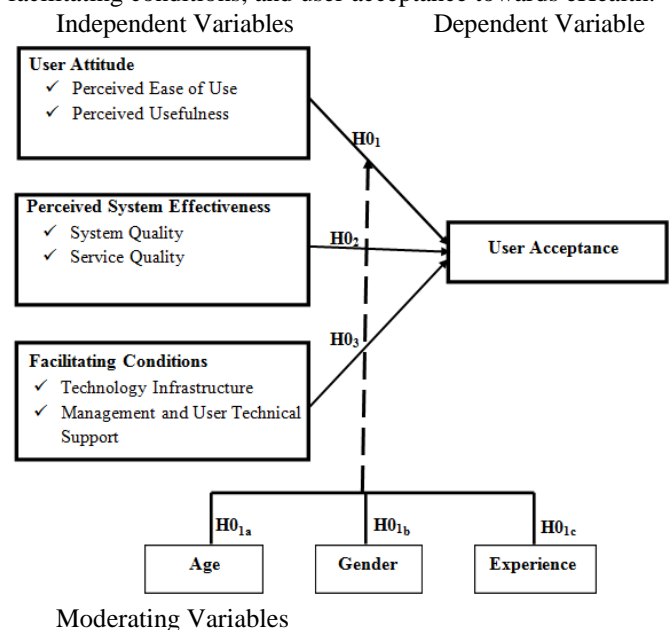 facilitating conditions, and user acceptance towards eHealth.
Independent Variables Dependent Variable
User Attitude
✓ Perceived Ease of Use
✓ Perceived Usefulness
H0₁
Perceived System Effectiveness
✓ System Quality
✓ Service Quality
H0₂
User Acceptance
H0₃
Facilitating Conditions
✓ Technology Infrastructure
✓ Management and User Technical
Support
H0₁ₐ
H0₁b
H0₁c
Age
Gender
Experience
Moderating Variables